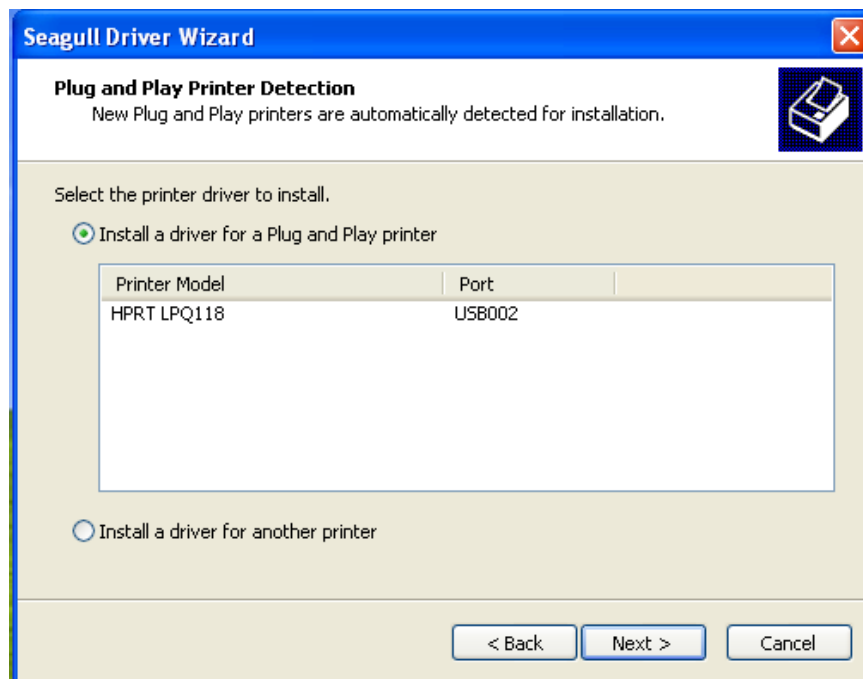 Seagull Driver Wizard
Plug and Play Printer Detection
New Plug and Play printers are automatically detected for installation.
Select the printer driver to install.
Install a driver for a Plug and Play printer
Printer Model Port
HPRT LPQ118 USB002
Install a driver for another printer
< Back Next > Cancel